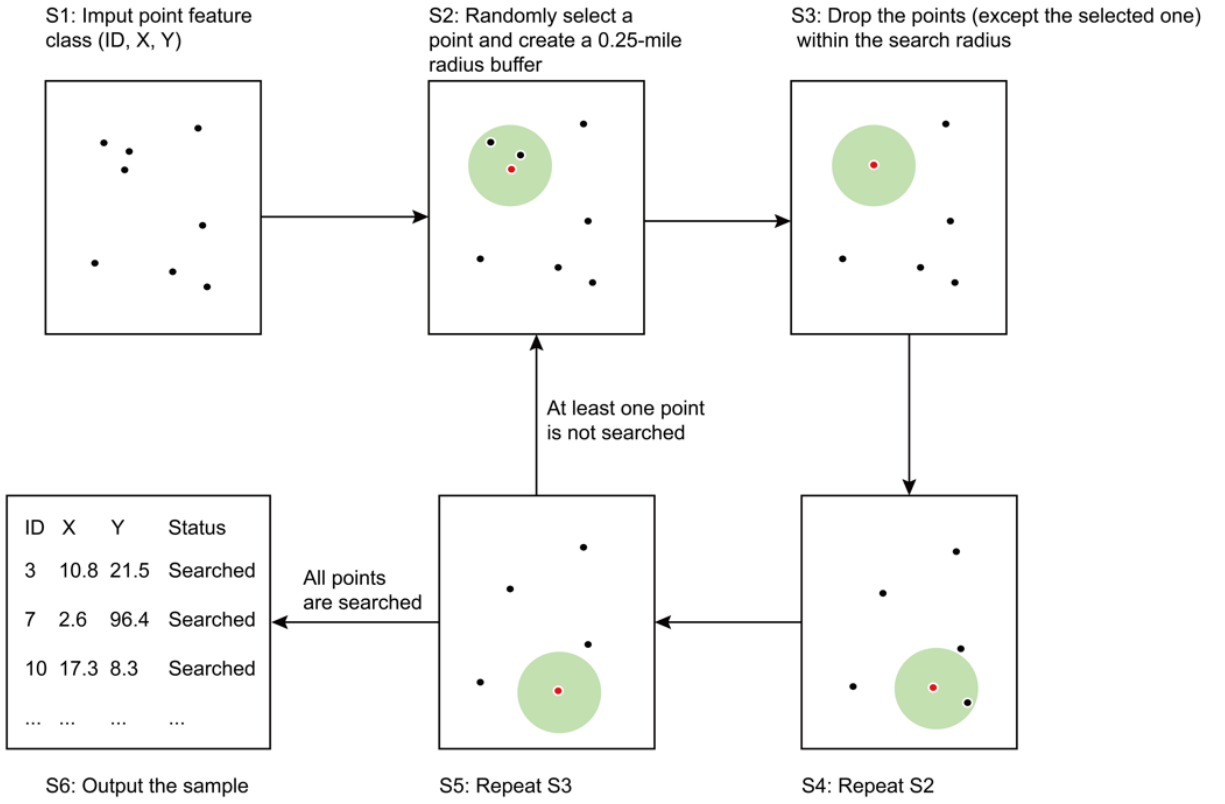 S1: Imput point feature
class (ID, X, Y)
S2: Randomly select a
point and create a 0.25-mile
radius buffer
S3: Drop the points (except the selected one)
within the search radius
At least one point
is not searched
ID X Y Status
3 10.8 21.5 Searched
7 2.6 96.4 Searched
10 17.3 8.3 Searched
... ... ... ...
All points
are searched
S6: Output the sample
S5: Repeat S3
S4: Repeat S2